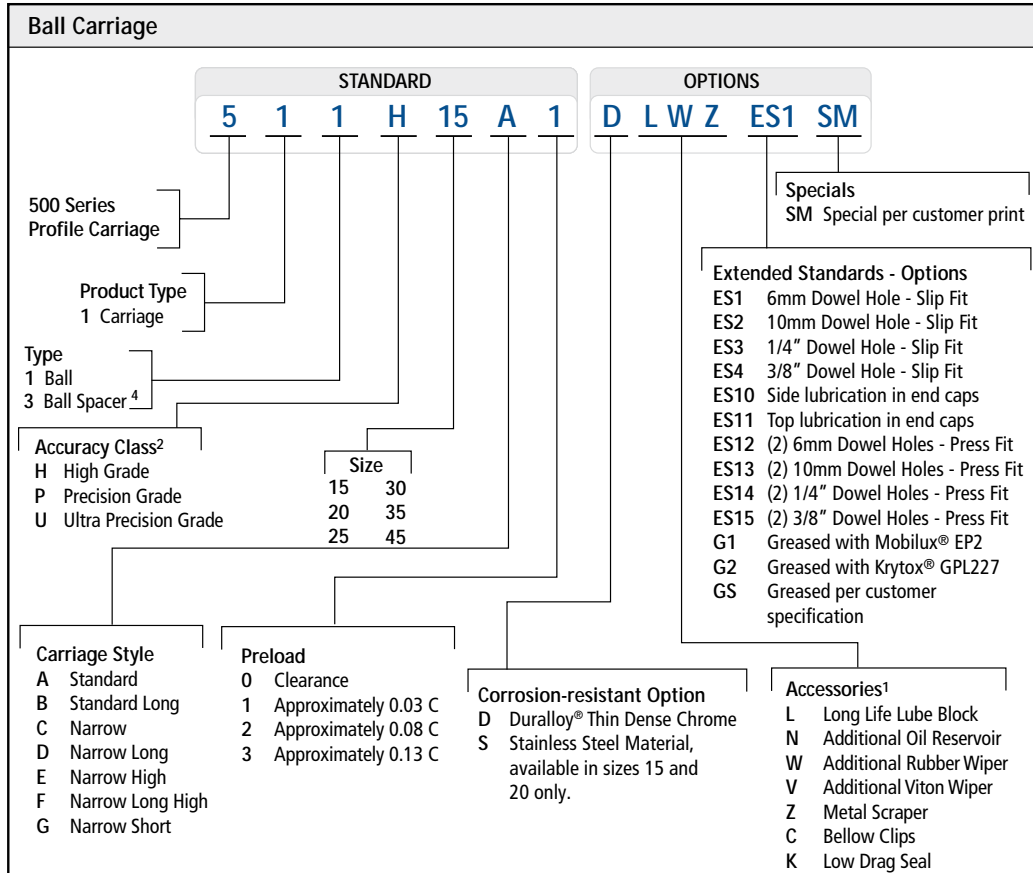 Ball Carriage
STANDARD
OPTIONS
5 1 1 H 15 A 1 D L W Z ES1 SM
500 Series
Profile Carriage
Product Type
1 Carriage
Type
1 Ball
3 Ball Spacer 4
Accuracy Class2
H High Grade
P Precision Grade
U Ultra Precision Grade
Size
15 30
20 35
25 45
Specials
SM Special per customer print
Extended Standards - Options
ES1 6mm Dowel Hole - Slip Fit
ES2 10mm Dowel Hole - Slip Fit
ES3 1/4” Dowel Hole - Slip Fit
ES4 3/8” Dowel Hole - Slip Fit
ES10 Side lubrication in end caps
ES11 Top lubrication in end caps
ES12 (2) 6mm Dowel Holes - Press Fit
ES13 (2) 10mm Dowel Holes - Press Fit
ES14 (2) 1/4” Dowel Holes - Press Fit
ES15 (2) 3/8” Dowel Holes - Press Fit
G1 Greased with Mobilux® EP2
G2 Greased with Krytox® GPL227
GS Greased per customer
specification
Carriage Style
A Standard
B Standard Long
C Narrow
D Narrow Long
E Narrow High
F Narrow Long High
G Narrow Short
Preload
0 Clearance
1 Approximately 0.03 C
2 Approximately 0.08 C
3 Approximately 0.13 C
Corrosion-resistant Option
D Duralloy® Thin Dense Chrome
S Stainless Steel Material,
available in sizes 15 and
20 only.
Accessories1
L Long Life Lube Block
N Additional Oil Reservoir
W Additional Rubber Wiper
V Additional Viton Wiper
Z Metal Scraper
C Bellow Clips
K Low Drag Seal